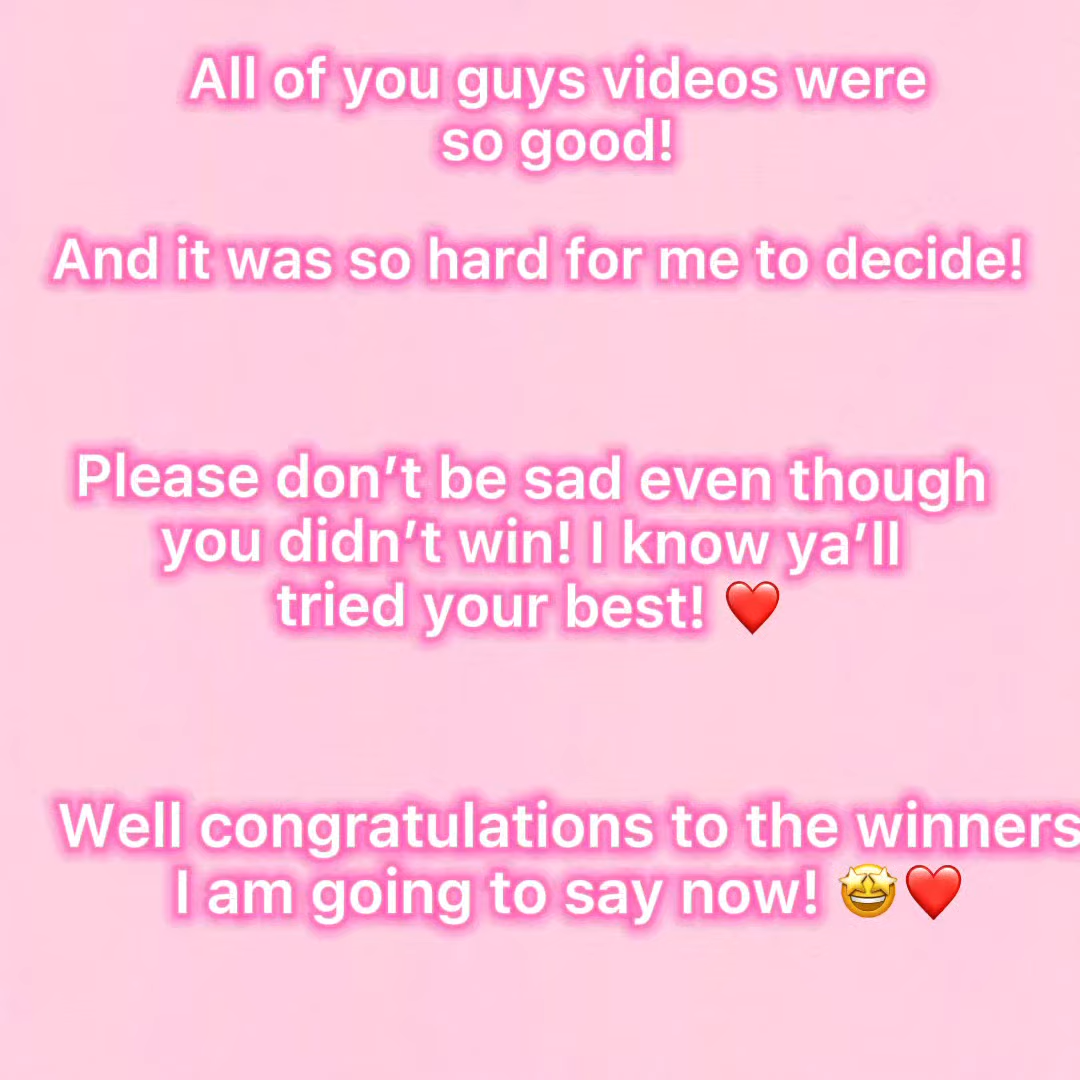 All of you guys videos were
so good!
And it was so hard for me to decide!
Please don’t be sad even though
you didn’t win! I know ya’ll
tried your best! ❤️
Well congratulations to the winners
I am going to say now! 🤩❤️